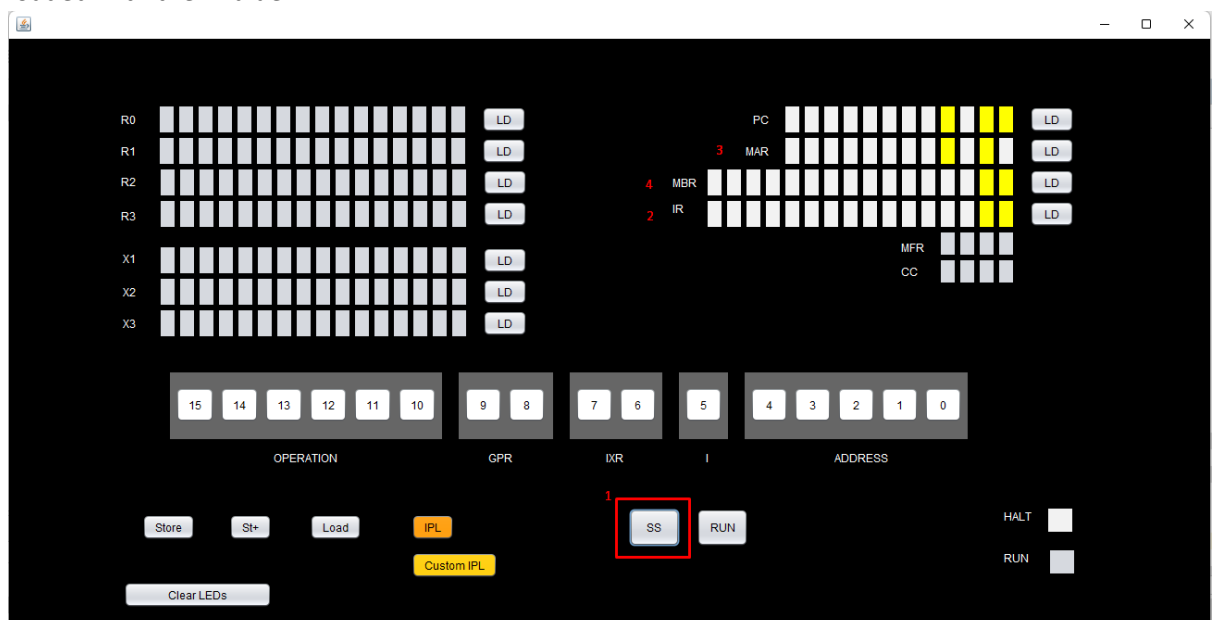 R0 LD PC LD
R1 LD 3 MAR LD
R2 LD 4 MBR LD
R3 LD 2 IR LD
MFR
X1 LD CC
X2 LD
X3 LD
15 14 13 12 11 10 9 8 7 6 5 4 3 2 1 0
OPERATION GPR IXR I ADDRESS
1
Store St+ Load IPL SS RUN HALT
Custom IPL RUN
Clear LEDs